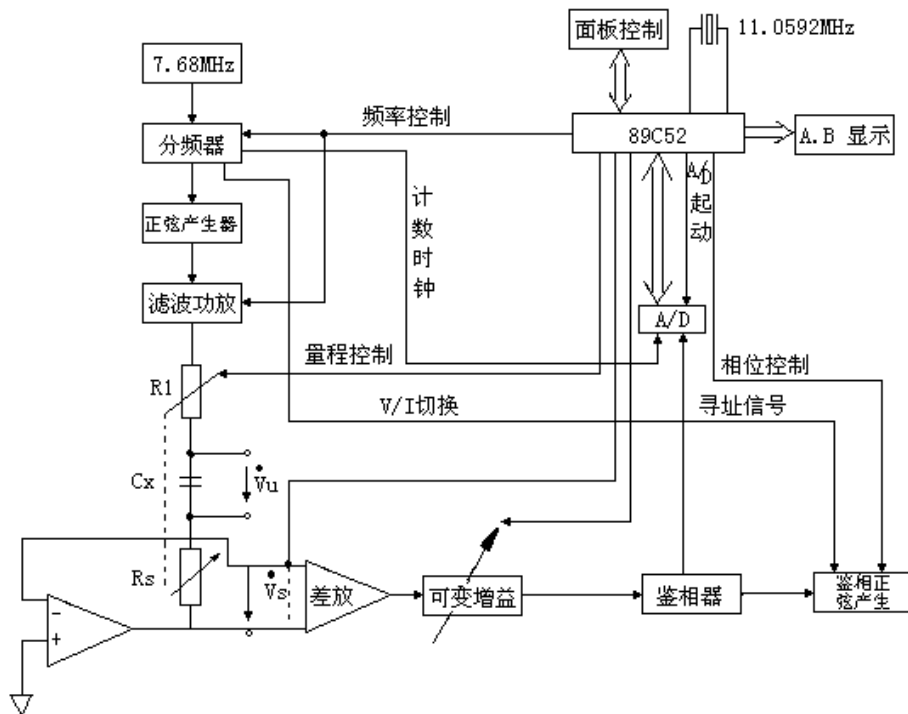 面板控制
11.0592MHz
7.68MHz
频率控制
89C52
A.B 显示
分频器
A/D
起动
计数时钟
正弦产生器
滤波功放
A/D
量程控制
相位控制
R1
V/I切换
寻址信号
Cx
V̇u
Rs
V̇s
差放
可变增益
鉴相器
鉴相正
弦产生
−
+